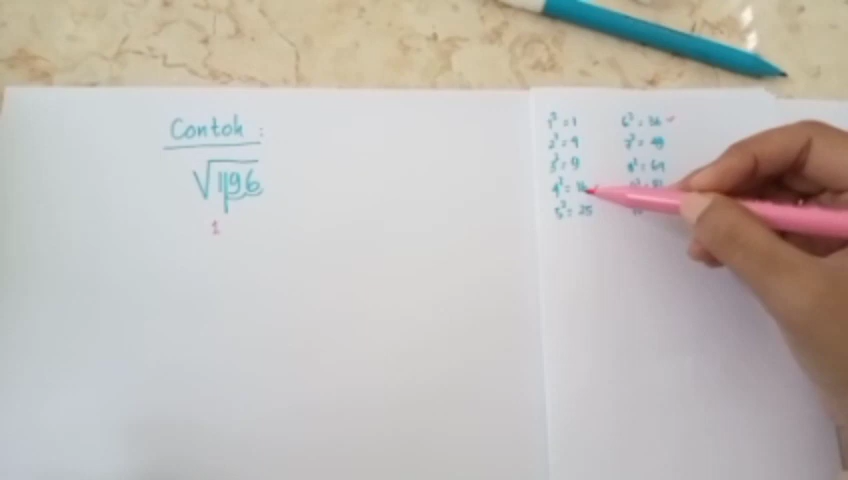 Contoh :
√196
1
1² = 1
2² = 4
3² = 9
4² = 16
5² = 25
6² = 36 ✓
7² = 49
8² = 64